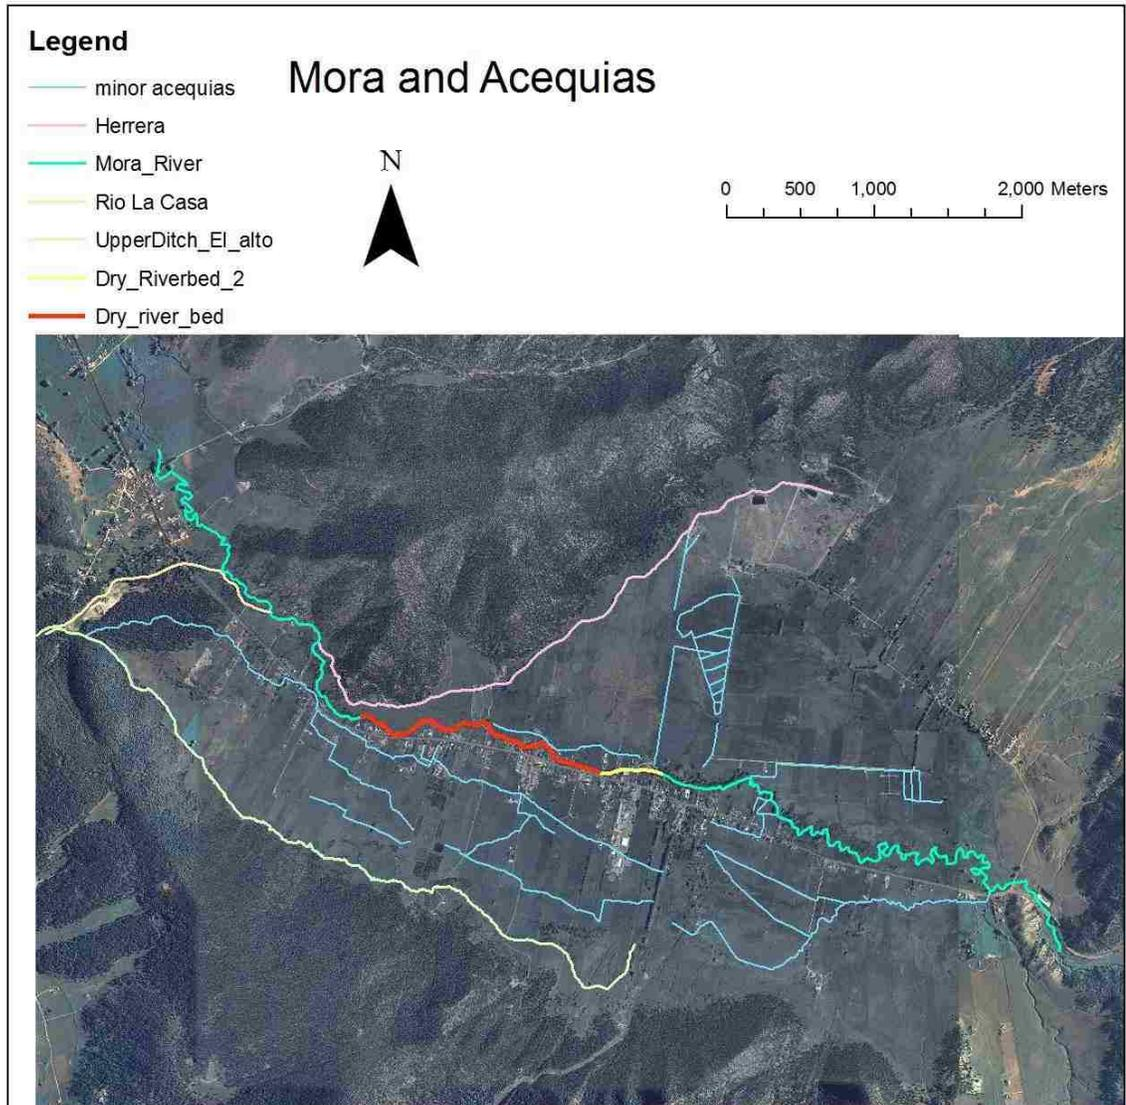 Legend
Mora and Acequias
minor acequias
Herrera
Mora_River
Rio La Casa
UpperDitch_El_alto
Dry_Riverbed_2
Dry_river_bed
N
0 500 1,000 2,000 Meters